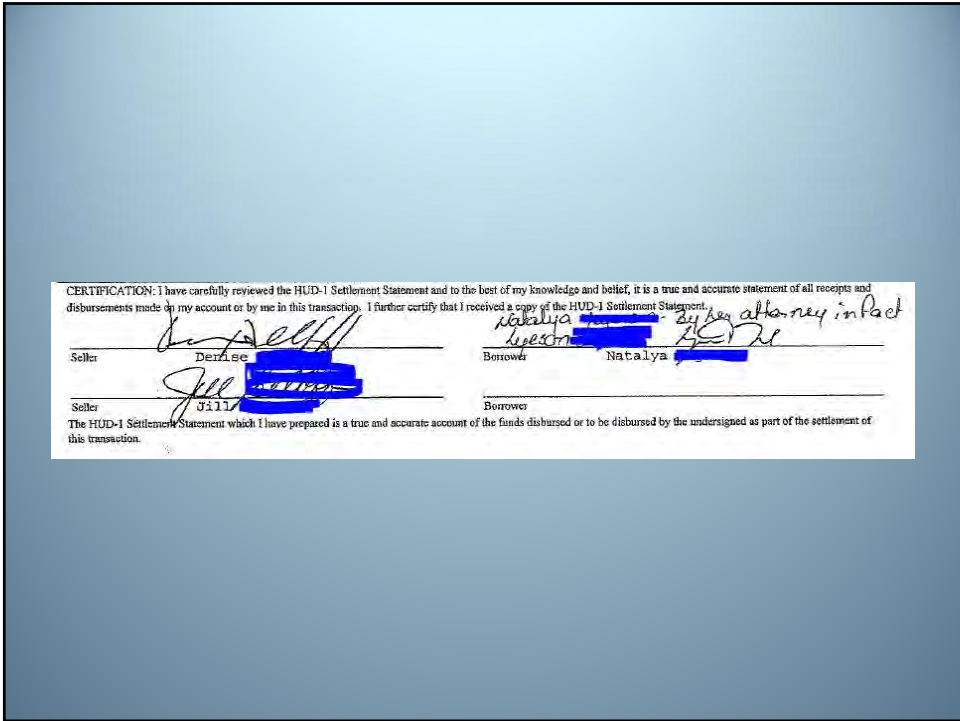 CERTIFICATION: I have carefully reviewed the HUD-1 Settlement Statement and to the best of my knowledge and belief, it is a true and accurate statement of all receipts and
disbursements made on my account or by me in this transaction. I further certify that I received a copy of the HUD-1 Settlement Statement.
Natalya - By her attorney in fact
Seller Denise Borrower Natalya
Jill
Seller Jill Borrower
The HUD-1 Settlement Statement which I have prepared is a true and accurate account of the funds disbursed or to be disbursed by the undersigned as part of the settlement of
this transaction.